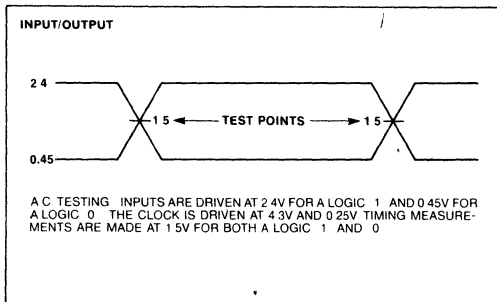 INPUT/OUTPUT
2 4
1 5 TEST POINTS 1 5
0.45
A C TESTING INPUTS ARE DRIVEN AT 2 4V FOR A LOGIC 1 AND 0 45V FOR
A LOGIC 0 THE CLOCK IS DRIVEN AT 4 3V AND 0 25V TIMING MEASURE-
MENTS ARE MADE AT 1 5V FOR BOTH A LOGIC 1 AND 0